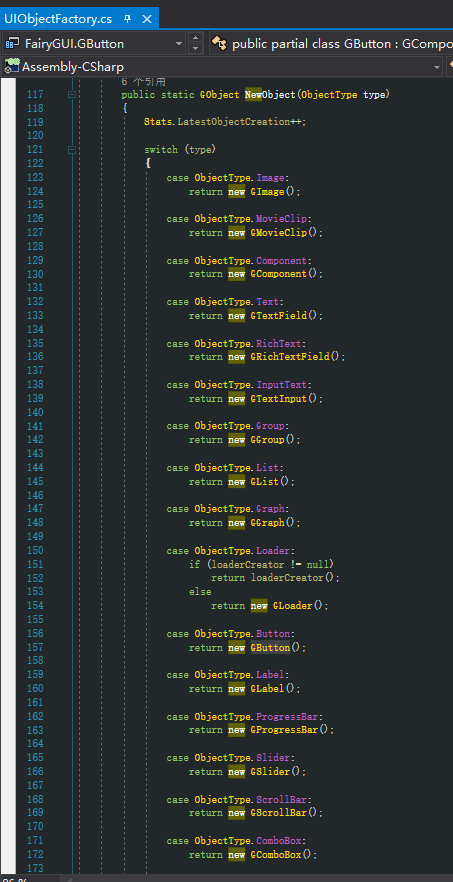 UIObjectFactory.cs
FairyGUI.GButton
public partial class GButton : GCompo
Assembly-CSharp
6 个引用
117 public static GObject NewObject(ObjectType type)
118 {
119 Stats.LatestObjectCreation++;
120
121 switch (type)
122 {
123 case ObjectType.Image:
124 return new GImage();
125
126 case ObjectType.MovieClip:
127 return new GMovieClip();
128
129 case ObjectType.Component:
130 return new GComponent();
131
132 case ObjectType.Text:
133 return new GTextField();
134
135 case ObjectType.RichText:
136 return new GRichTextField();
137
138 case ObjectType.InputText:
139 return new GTextInput();
140
141 case ObjectType.Group:
142 return new GGroup();
143
144 case ObjectType.List:
145 return new GList();
146
147 case ObjectType.Graph:
148 return new GGraph();
149
150 case ObjectType.Loader:
151 if (loaderCreator != null)
152 return loaderCreator();
153 else
154 return new GLoader();
155
156 case ObjectType.Button:
157 return new GButton();
158
159 case ObjectType.Label:
160 return new GLabel();
161
162 case ObjectType.ProgressBar:
163 return new GProgressBar();
164
165 case ObjectType.Slider:
166 return new GSlider();
167
168 case ObjectType.ScrollBar:
169 return new GScrollBar();
170
171 case ObjectType.ComboBox:
172 return new GComboBox();
173